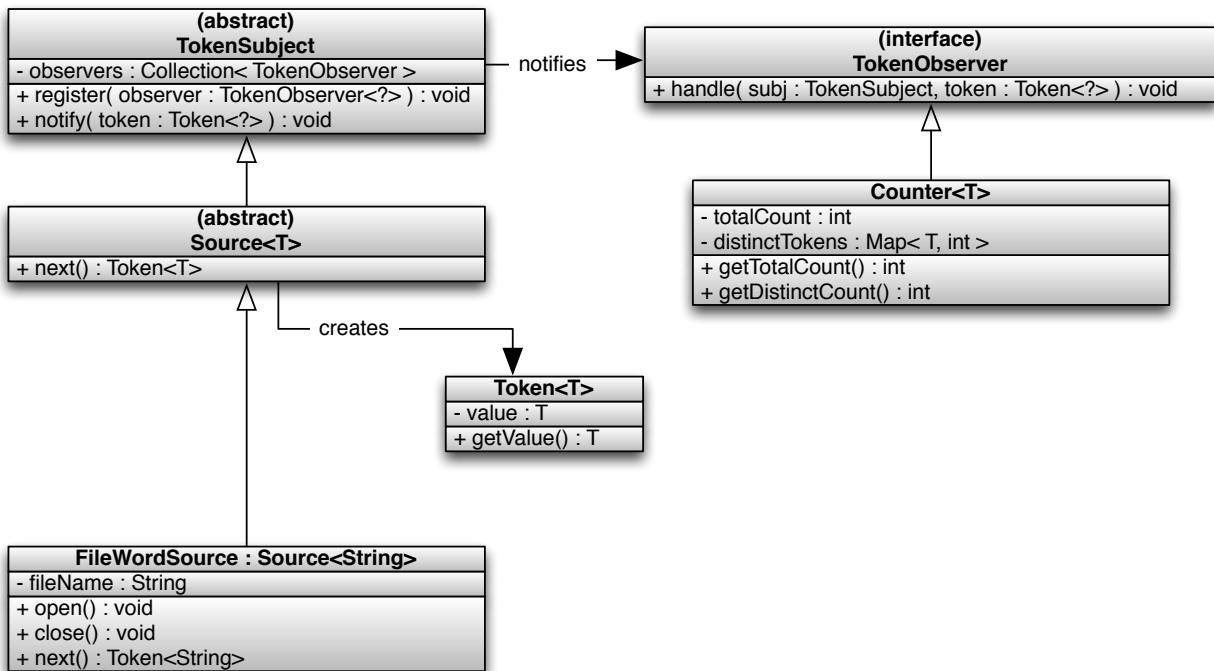 (abstract)
TokenSubject
- observers : Collection< TokenObserver >
+ register( observer : TokenObserver<?> ) : void
+ notify( token : Token<?> ) : void
notifies
(interface)
TokenObserver
+ handle( subj : TokenSubject, token : Token<?> ) : void
(abstract)
Source<T>
+ next() : Token<T>
Counter<T>
- totalCount : int
- distinctTokens : Map< T, int >
+ getTotalCount() : int
+ getDistinctCount() : int
creates
Token<T>
- value : T
+ getValue() : T
FileWordSource : Source<String>
- fileName : String
+ open() : void
+ close() : void
+ next() : Token<String>